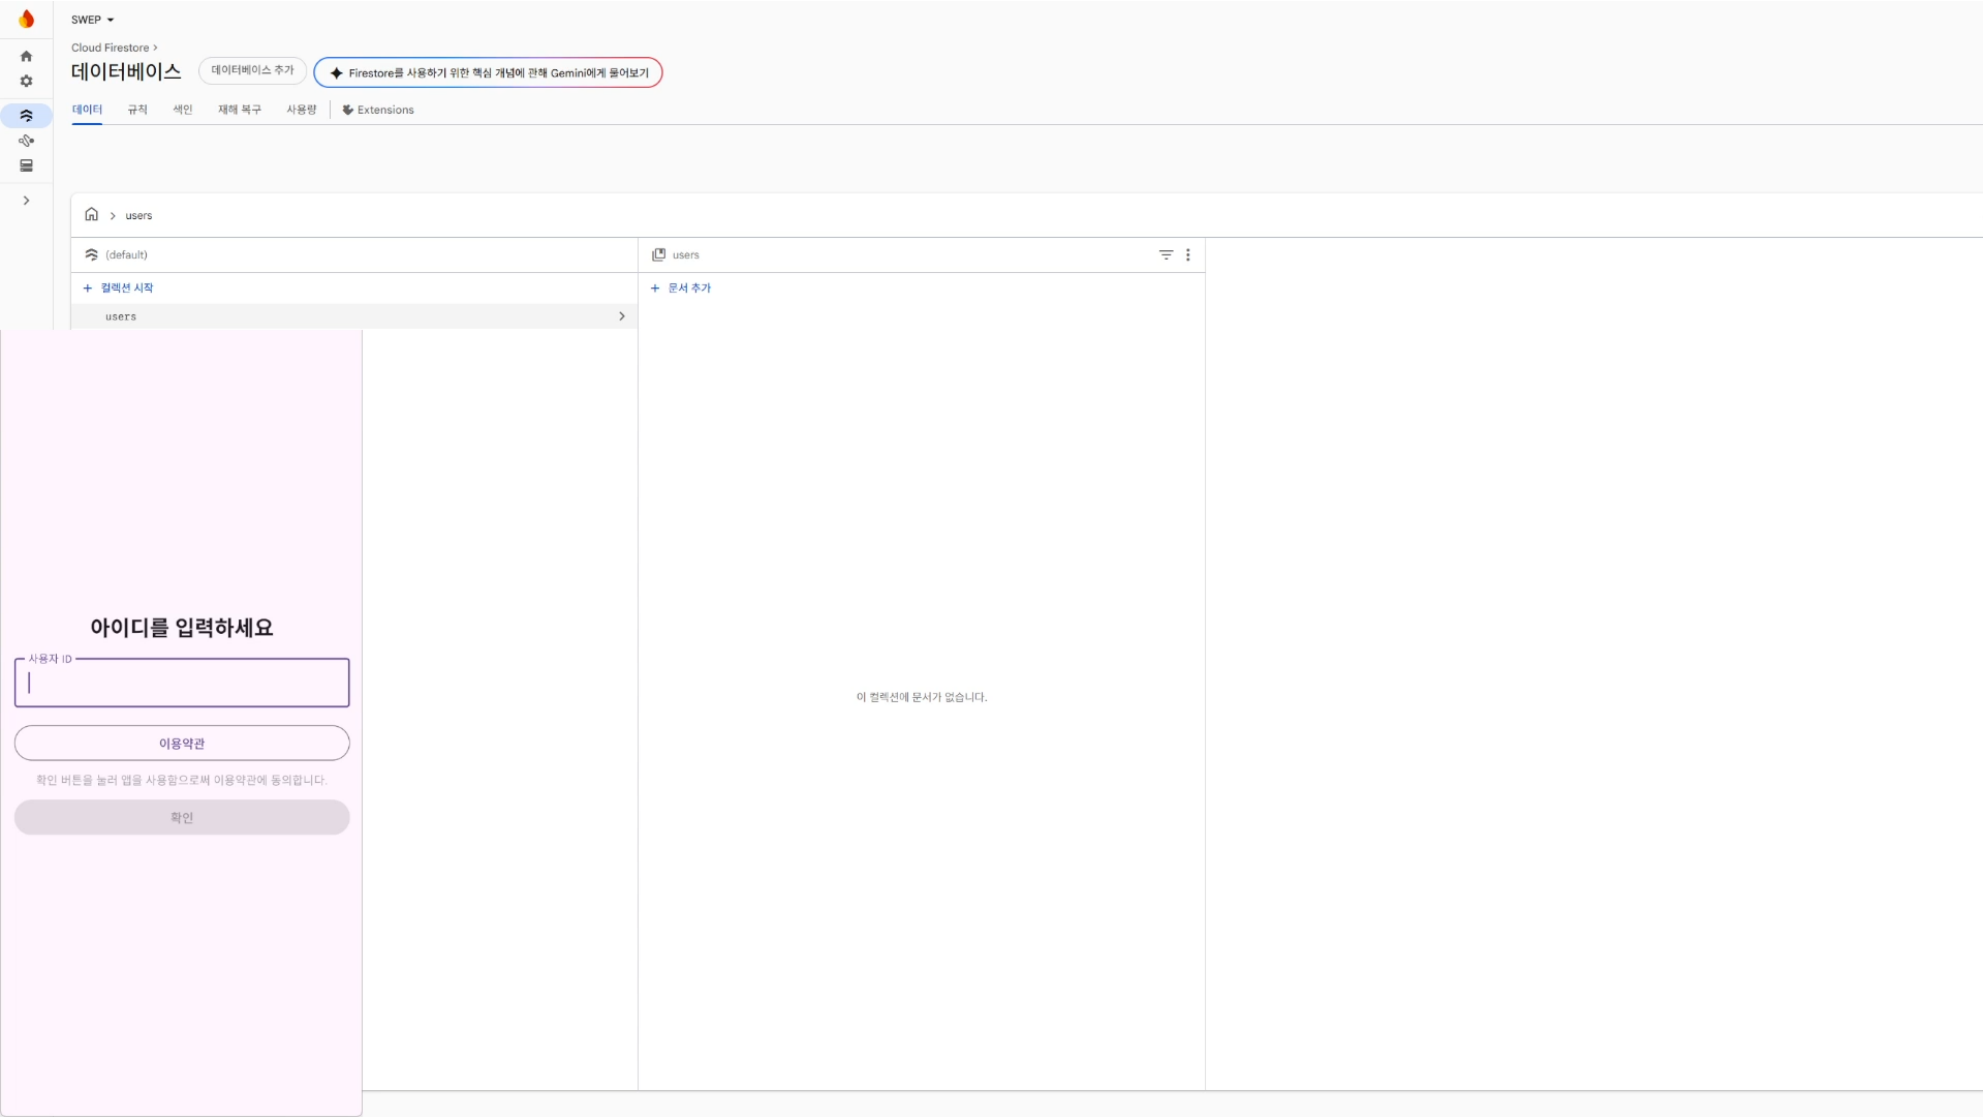 SWEP
Cloud Firestore
데이터베이스
데이터베이스 추가
Firestore를 사용하기 위한 핵심 개념에 관해 Gemini에게 물어보기
데이터 규칙 색인 재해 복구 사용량 Extensions
users
(default)
users
컬렉션 시작
문서 추가
users
이 컬렉션에 문서가 없습니다.
아이디를 입력하세요
사용자 ID
이용약관
확인 버튼을 눌러 앱을 사용함으로써 이용약관에 동의합니다.
확인